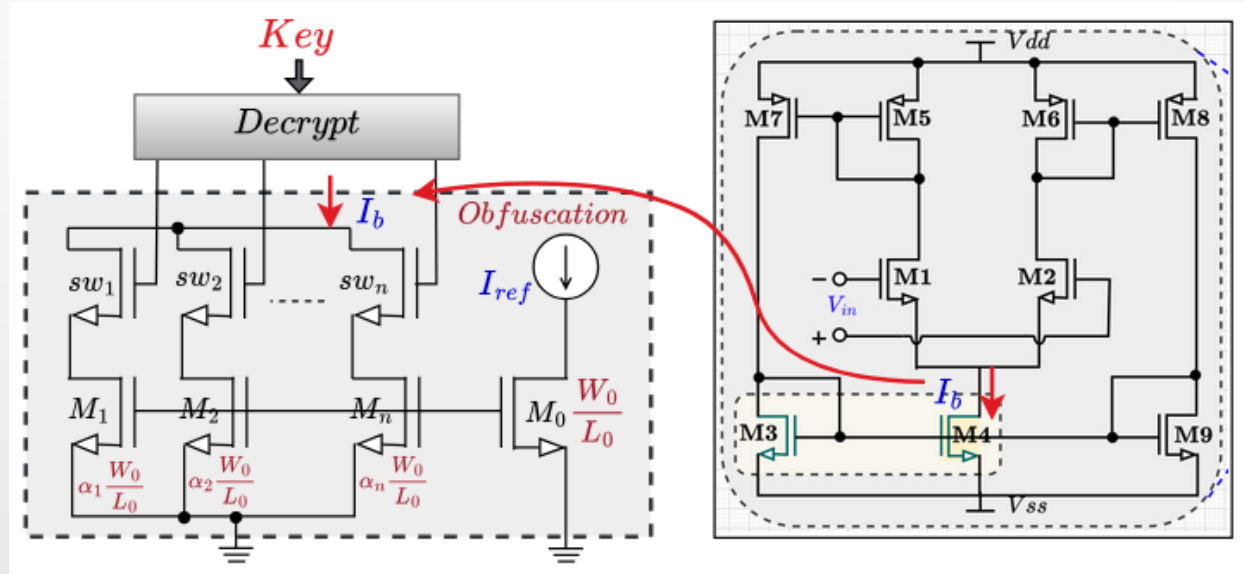 Key
Decrypt
I_b
Obfuscation
sw_1
sw_2
sw_n
I_ref
M_1
M_2
M_n
M_0
W_0/L_0
α_1 W_0/L_0
α_2 W_0/L_0
α_n W_0/L_0
Vdd
M7
M5
M6
M8
M1
M2
−
V_in
+
I_b
M3
M4
M9
Vss